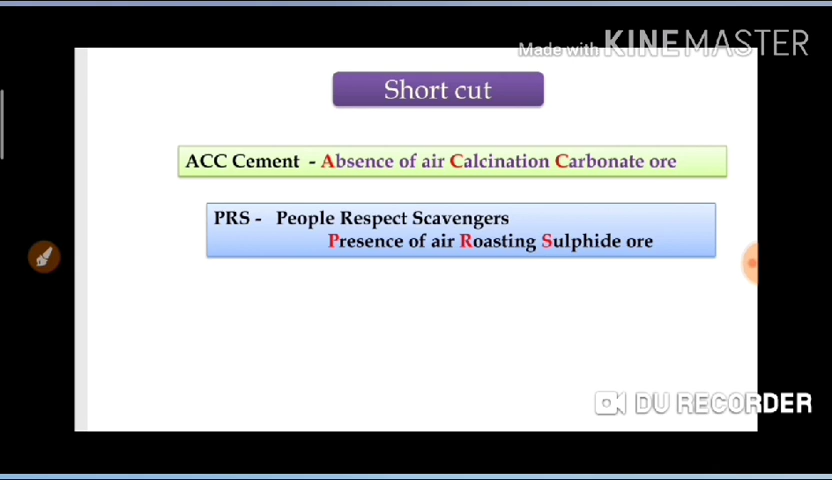 Made with KINEMASTER
Short cut
ACC Cement - Absence of air Calcination Carbonate ore
PRS - People Respect Scavengers
Presence of air Roasting Sulphide ore
DU RECORDER